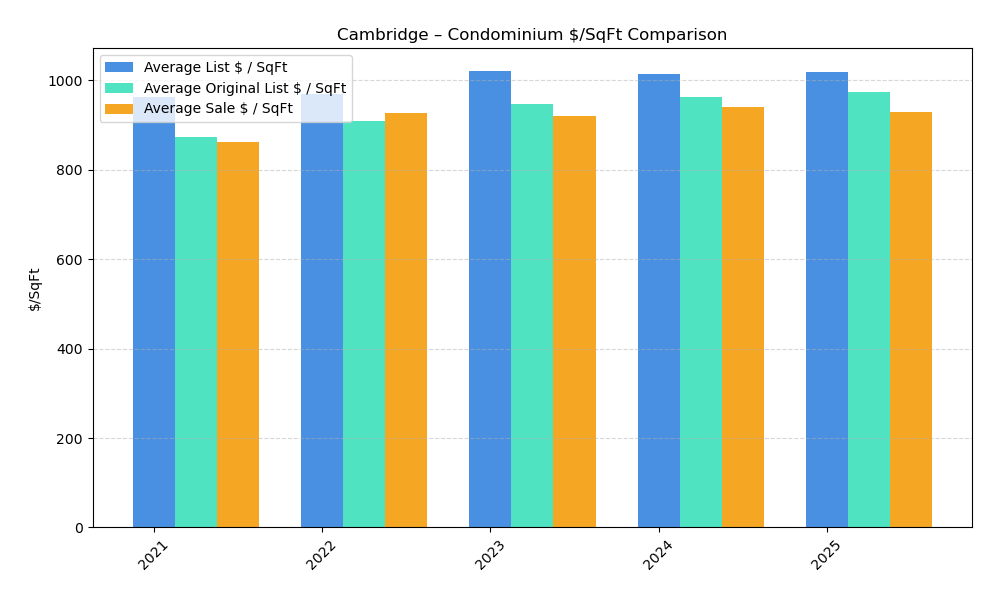 Cambridge – Condominium $/SqFt Comparison
Average List $ / SqFt
Average Original List $ / SqFt
Average Sale $ / SqFt
1000
800
600
400
200
0
$/SqFt
2021
2022
2023
2024
2025